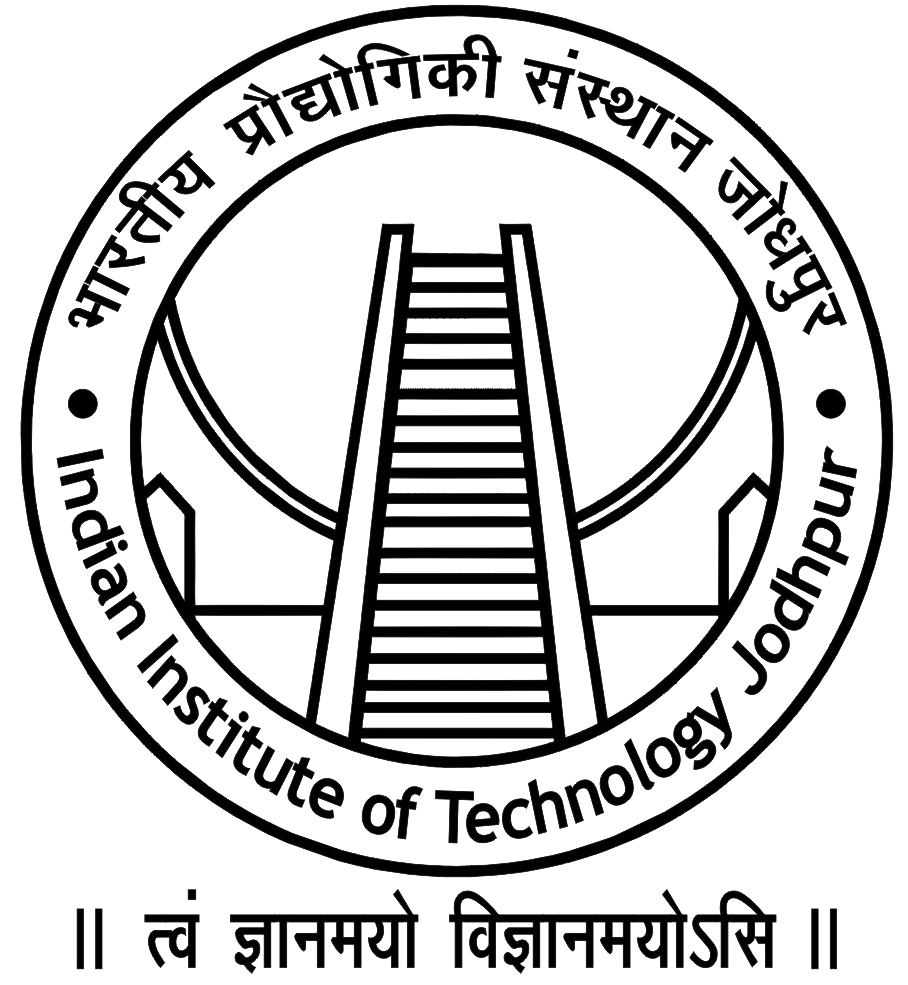 भारतीय प्रौद्योगिकी संस्थान जोधपुर
Indian Institute of Technology Jodhpur
॥ त्वं ज्ञानमयो विज्ञानमयोऽसि ॥